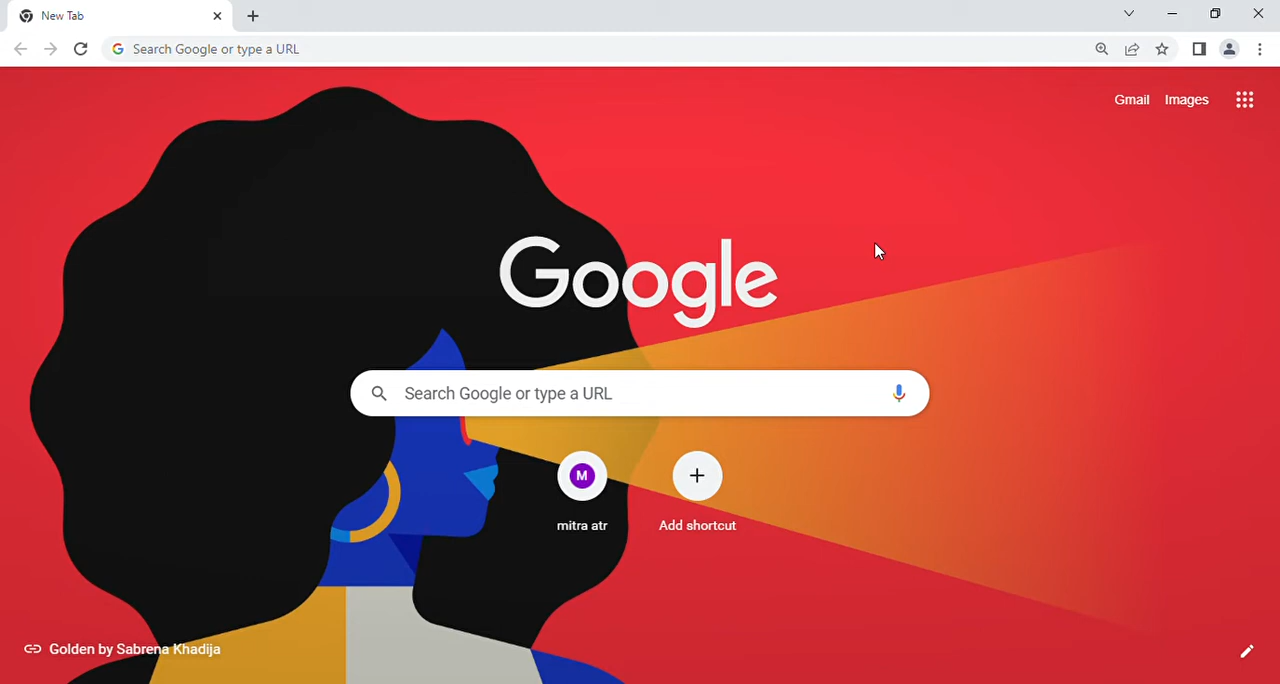 New Tab
Search Google or type a URL
Gmail Images
Google
Search Google or type a URL
M
mitra atr
Add shortcut
Golden by Sabrena Khadija